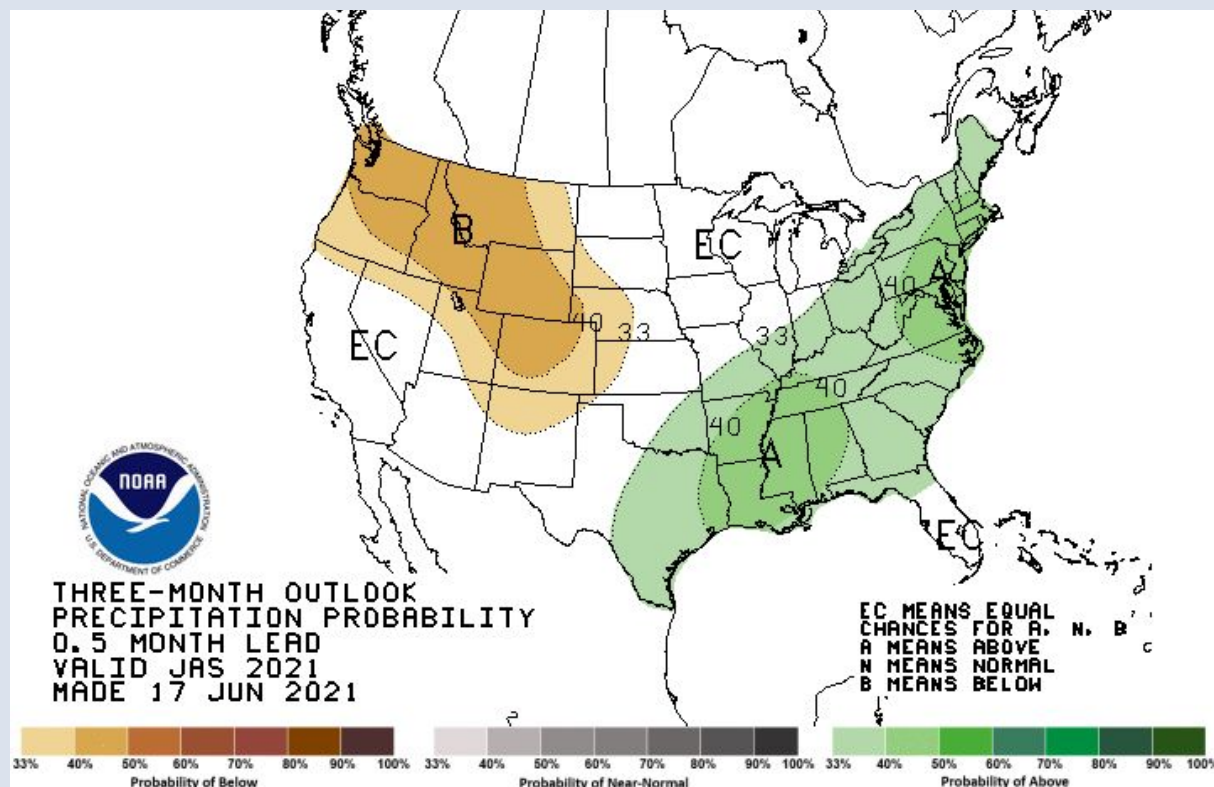 B
EC
A
40
EC
40
33
33
40
40
A
EC
NATIONAL OCEANIC AND ATMOSPHERIC ADMINISTRATION
NOAA
U.S. DEPARTMENT OF COMMERCE
THREE-MONTH OUTLOOK
PRECIPITATION PROBABILITY
0.5 MONTH LEAD
VALID JAS 2021
MADE 17 JUN 2021
EC MEANS EQUAL
CHANCES FOR A, N, B
A MEANS ABOVE
N MEANS NORMAL
B MEANS BELOW
33% 40% 50% 60% 70% 80% 90% 100%
Probability of Below
33% 40% 50% 60% 70% 80% 90% 100%
Probability of Near-Normal
33% 40% 50% 60% 70% 80% 90% 100%
Probability of Above